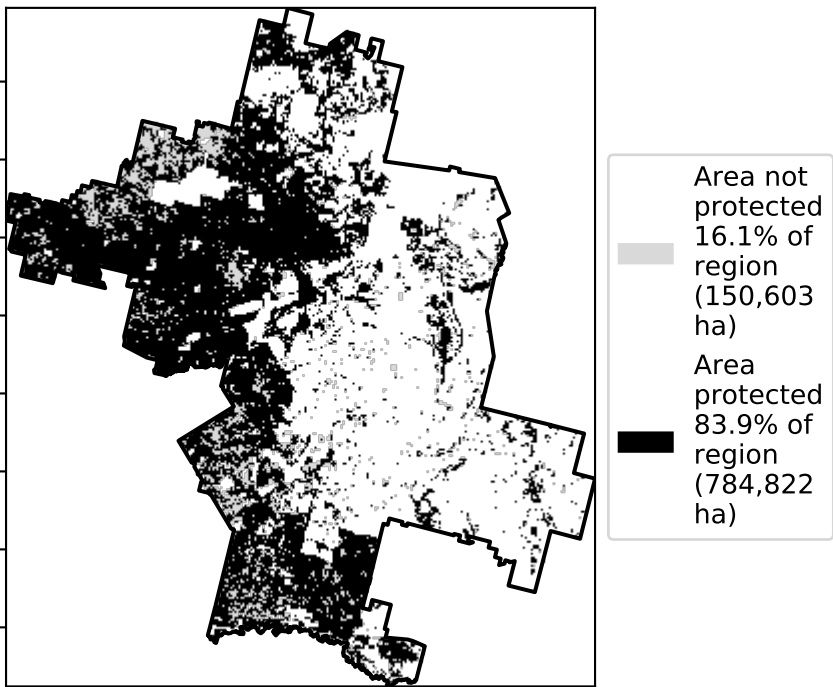 Area not
protected
16.1% of
region
(150,603
ha)
Area
protected
83.9% of
region
(784,822
ha)